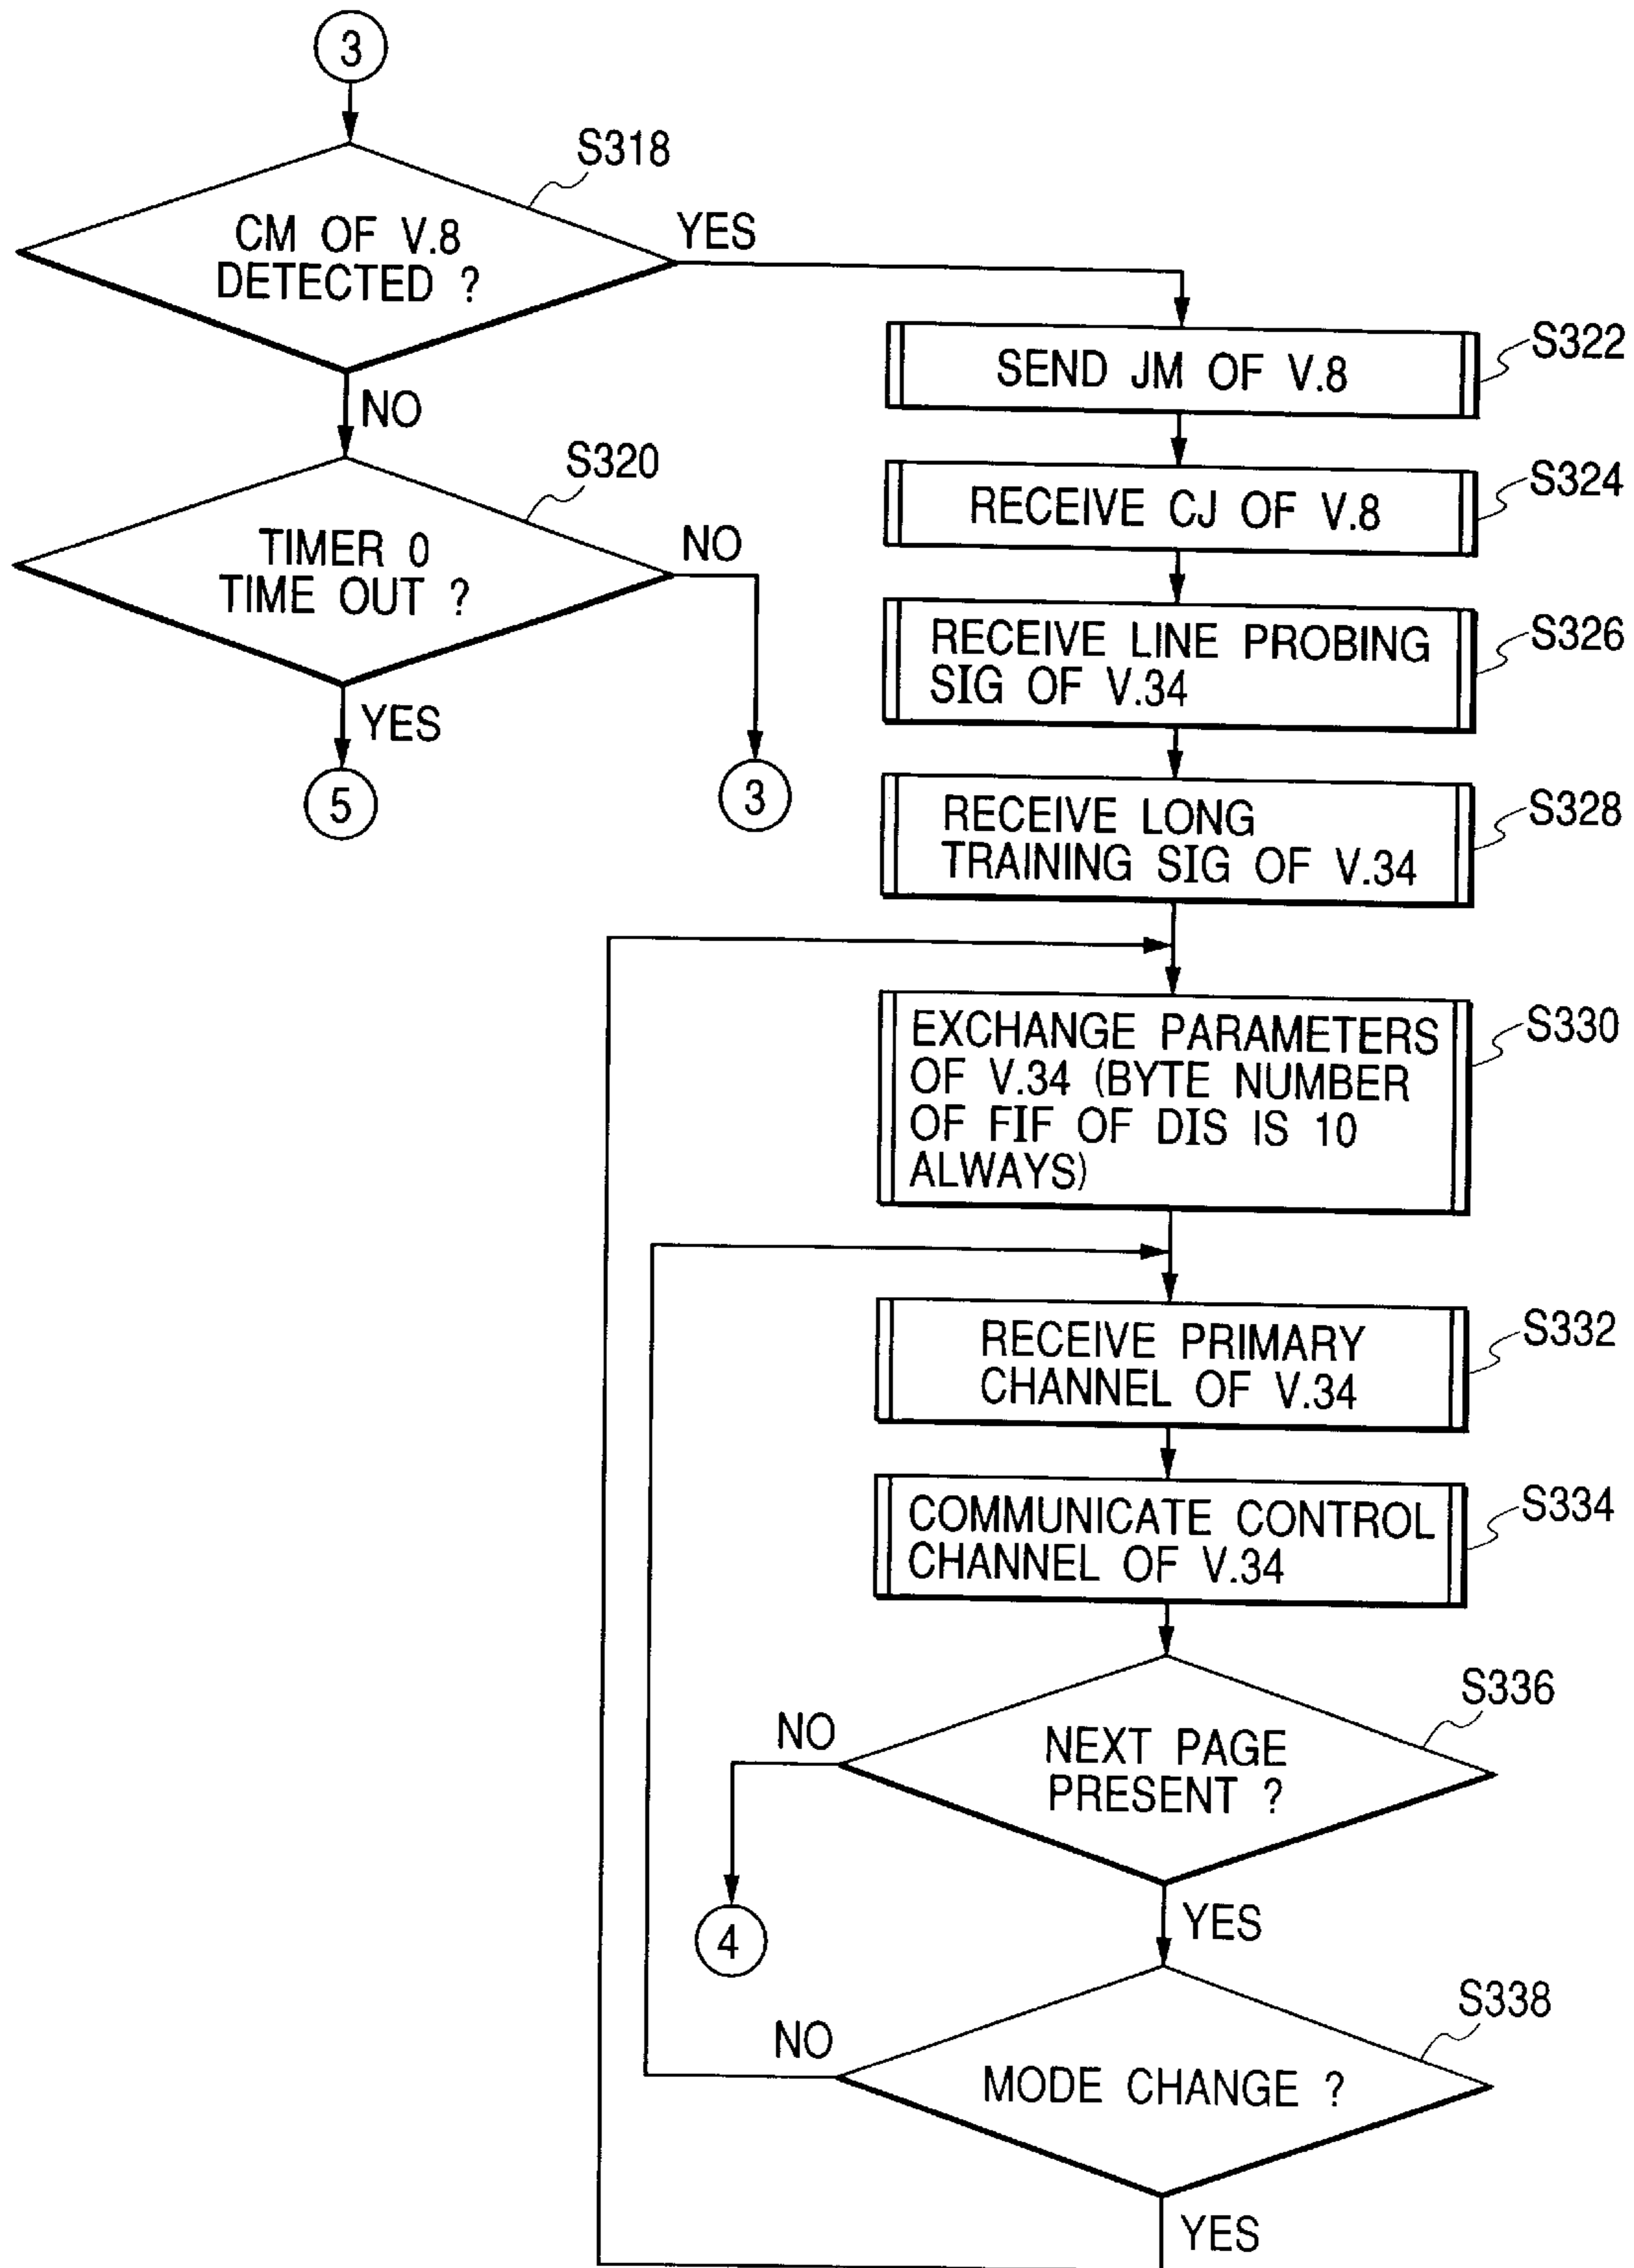 3
S318
CM OF V.8
DETECTED ?
YES
NO
S320
TIMER 0
TIME OUT ?
NO
3
YES
5
S322
SEND JM OF V.8
S324
RECEIVE CJ OF V.8
S326
RECEIVE LINE PROBING
SIG OF V.34
S328
RECEIVE LONG
TRAINING SIG OF V.34
S330
EXCHANGE PARAMETERS
OF V.34 (BYTE NUMBER
OF FIF OF DIS IS 10
ALWAYS)
S332
RECEIVE PRIMARY
CHANNEL OF V.34
S334
COMMUNICATE CONTROL
CHANNEL OF V.34
S336
NEXT PAGE
PRESENT ?
NO
4
YES
S338
MODE CHANGE ?
NO
YES